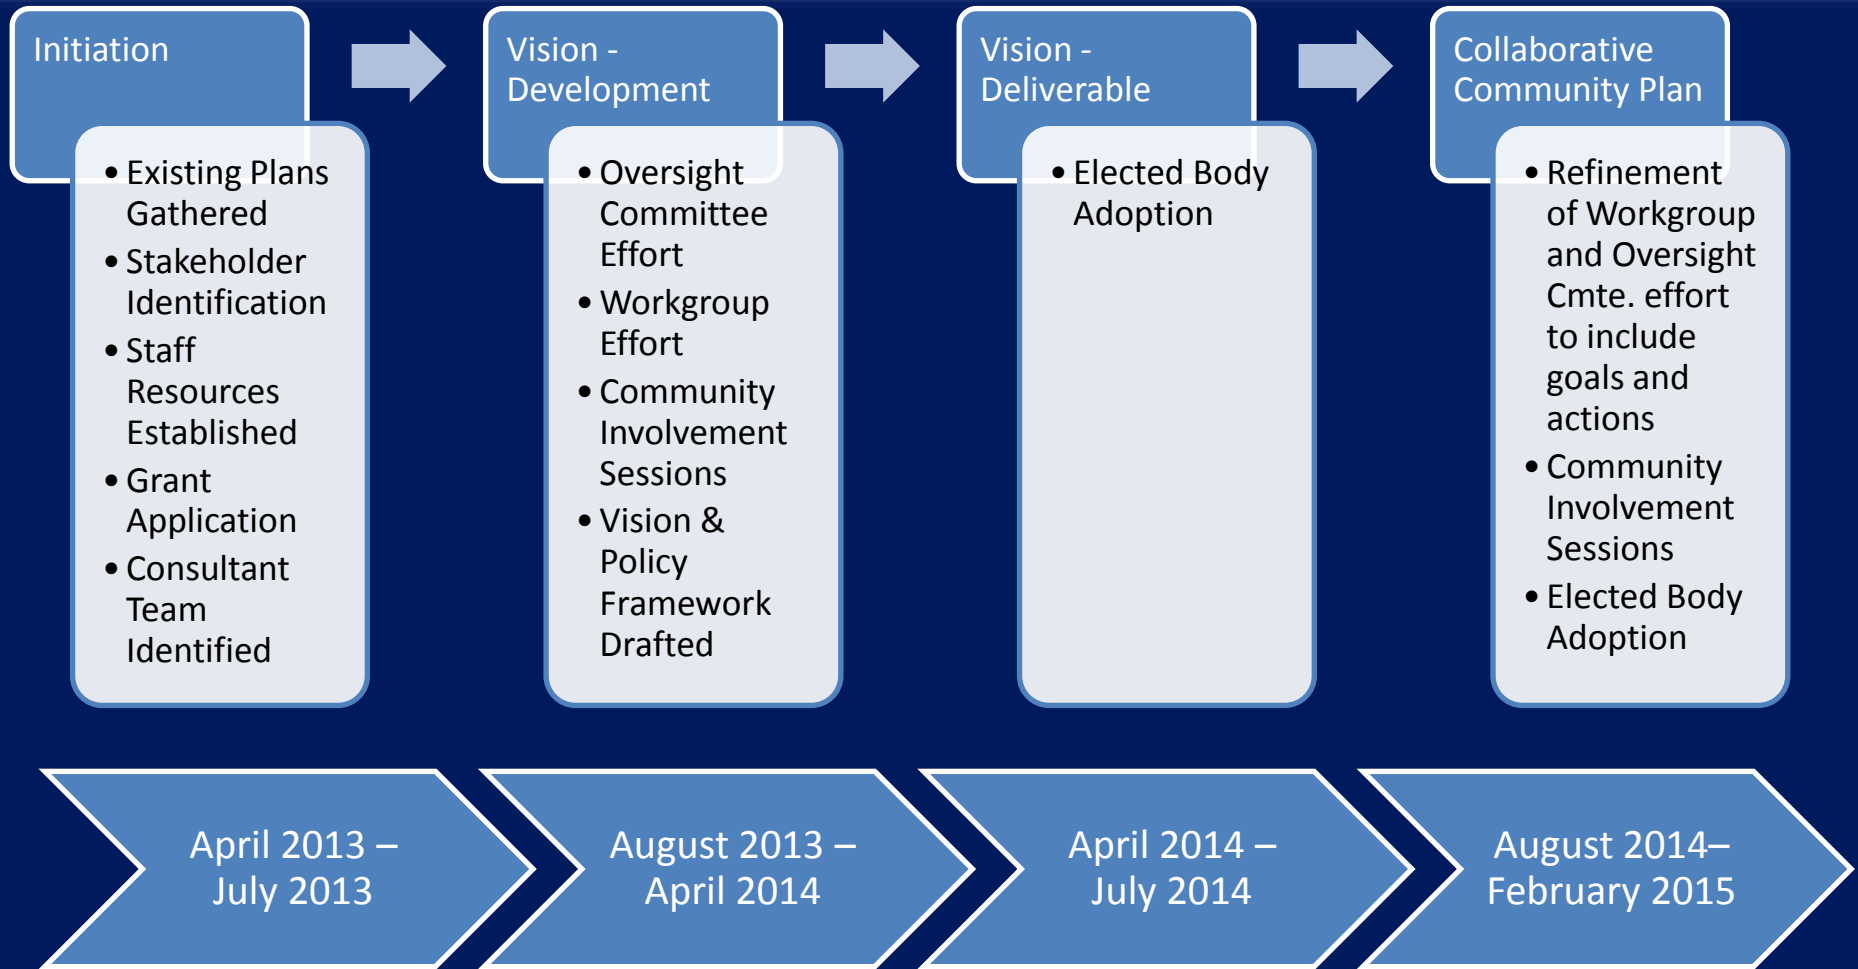 Initiation
• Existing Plans
Gathered
• Stakeholder
Identification
• Staff
Resources
Established
• Grant
Application
• Consultant
Team
Identified
Vision -
Development
• Oversight
Committee
Effort
• Workgroup
Effort
• Community
Involvement
Sessions
• Vision &
Policy
Framework
Drafted
Vision -
Deliverable
• Elected Body
Adoption
Collaborative
Community Plan
• Refinement
of Workgroup
and Oversight
Cmte. effort
to include
goals and
actions
• Community
Involvement
Sessions
• Elected Body
Adoption
April 2013 –
July 2013
August 2013 –
April 2014
April 2014 –
July 2014
August 2014–
February 2015